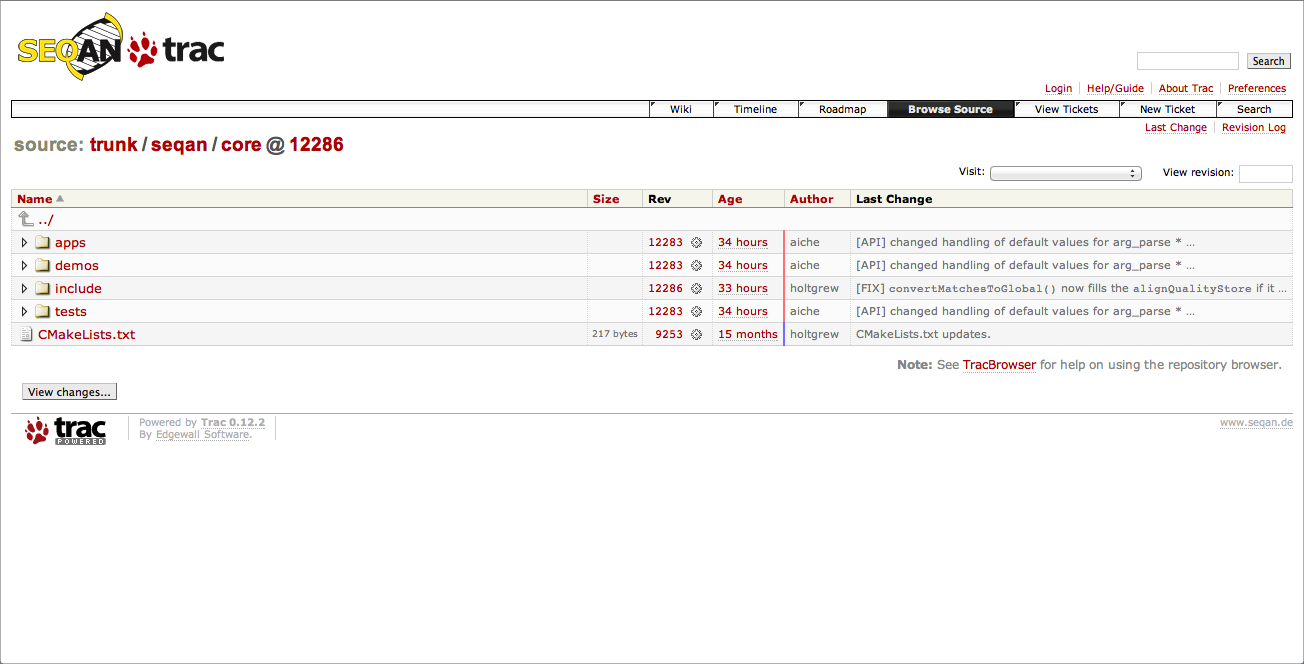 SEQAN trac
Search
Login Help/Guide About Trac Preferences
Wiki Timeline Roadmap Browse Source View Tickets New Ticket Search
Last Change Revision Log
source: trunk / seqan / core @ 12286
Visit: View revision:
Name Size Rev Age Author Last Change
../
apps 12283 34 hours aiche [API] changed handling of default values for arg_parse * ...
demos 12283 34 hours aiche [API] changed handling of default values for arg_parse * ...
include 12286 33 hours holtgrew [FIX] convertMatchesToGlobal() now fills the alignQualityStore if it ...
tests 12283 34 hours aiche [API] changed handling of default values for arg_parse * ...
CMakeLists.txt 217 bytes 9253 15 months holtgrew CMakeLists.txt updates.
Note: See TracBrowser for help on using the repository browser.
View changes...
trac POWERED
Powered by Trac 0.12.2
By Edgewall Software.
www.seqan.de